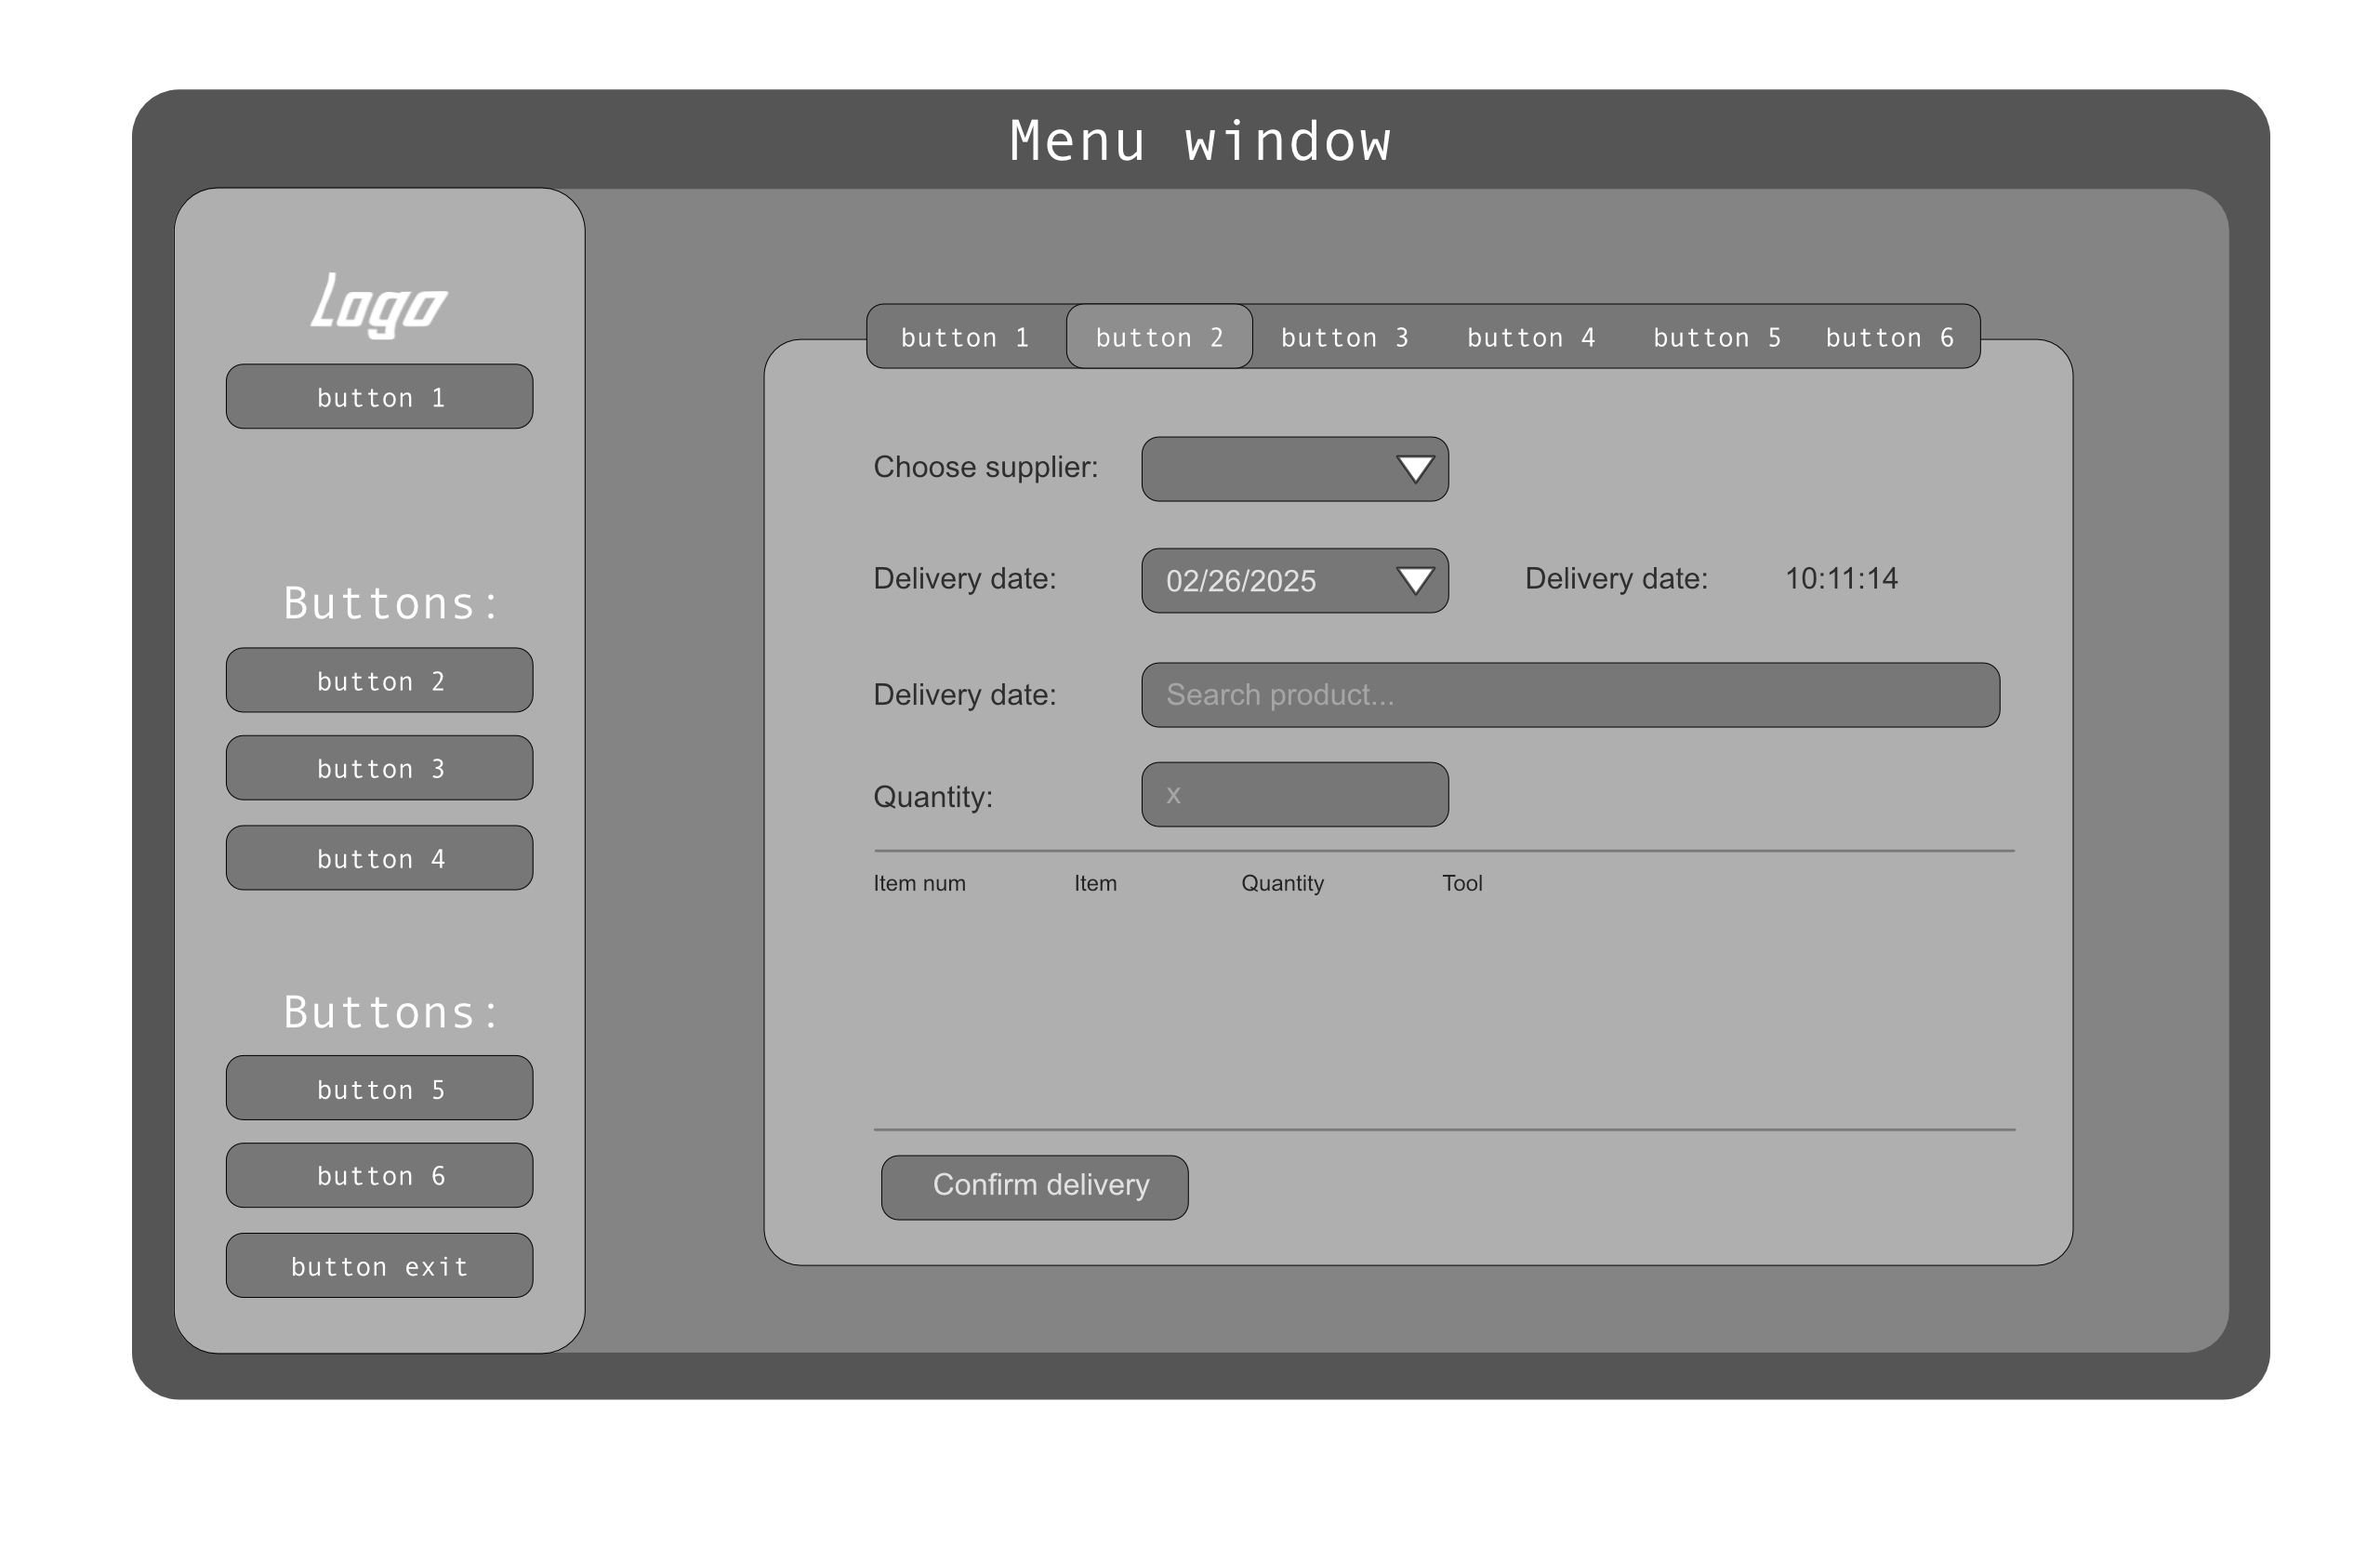 Menu window
Logo
button 1
Buttons:
button 2
button 3
button 4
Buttons:
button 5
button 6
button exit
button 1 button 2 button 3 button 4 button 5 button 6
Choose supplier:
Delivery date: 02/26/2025 Delivery date: 10:11:14
Delivery date: Search product...
Quantity: x
Item num Item Quantity Tool
Confirm delivery